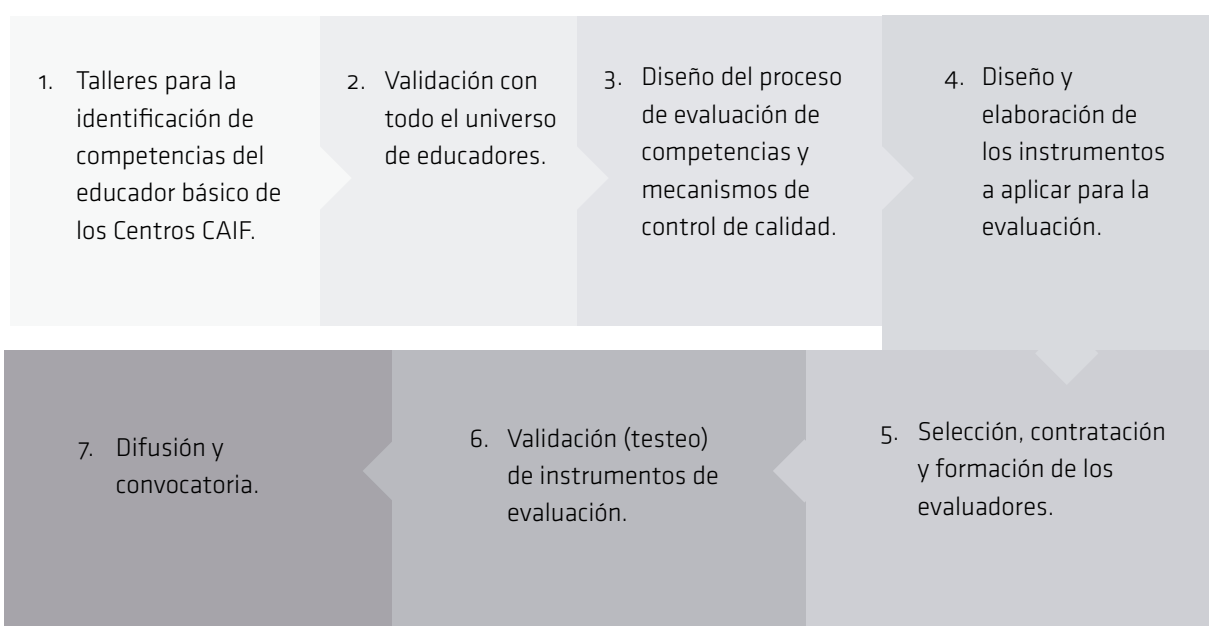 1. Talleres para la
identificación de
competencias del
educador básico de
los Centros CAIF.
2. Validación con
todo el universo
de educadores.
3. Diseño del proceso
de evaluación de
competencias y
mecanismos de
control de calidad.
4. Diseño y
elaboración de
los instrumentos
a aplicar para la
evaluación.
5. Selección, contratación
y formación de los
evaluadores.
6. Validación (testeo)
de instrumentos de
evaluación.
7. Difusión y
convocatoria.